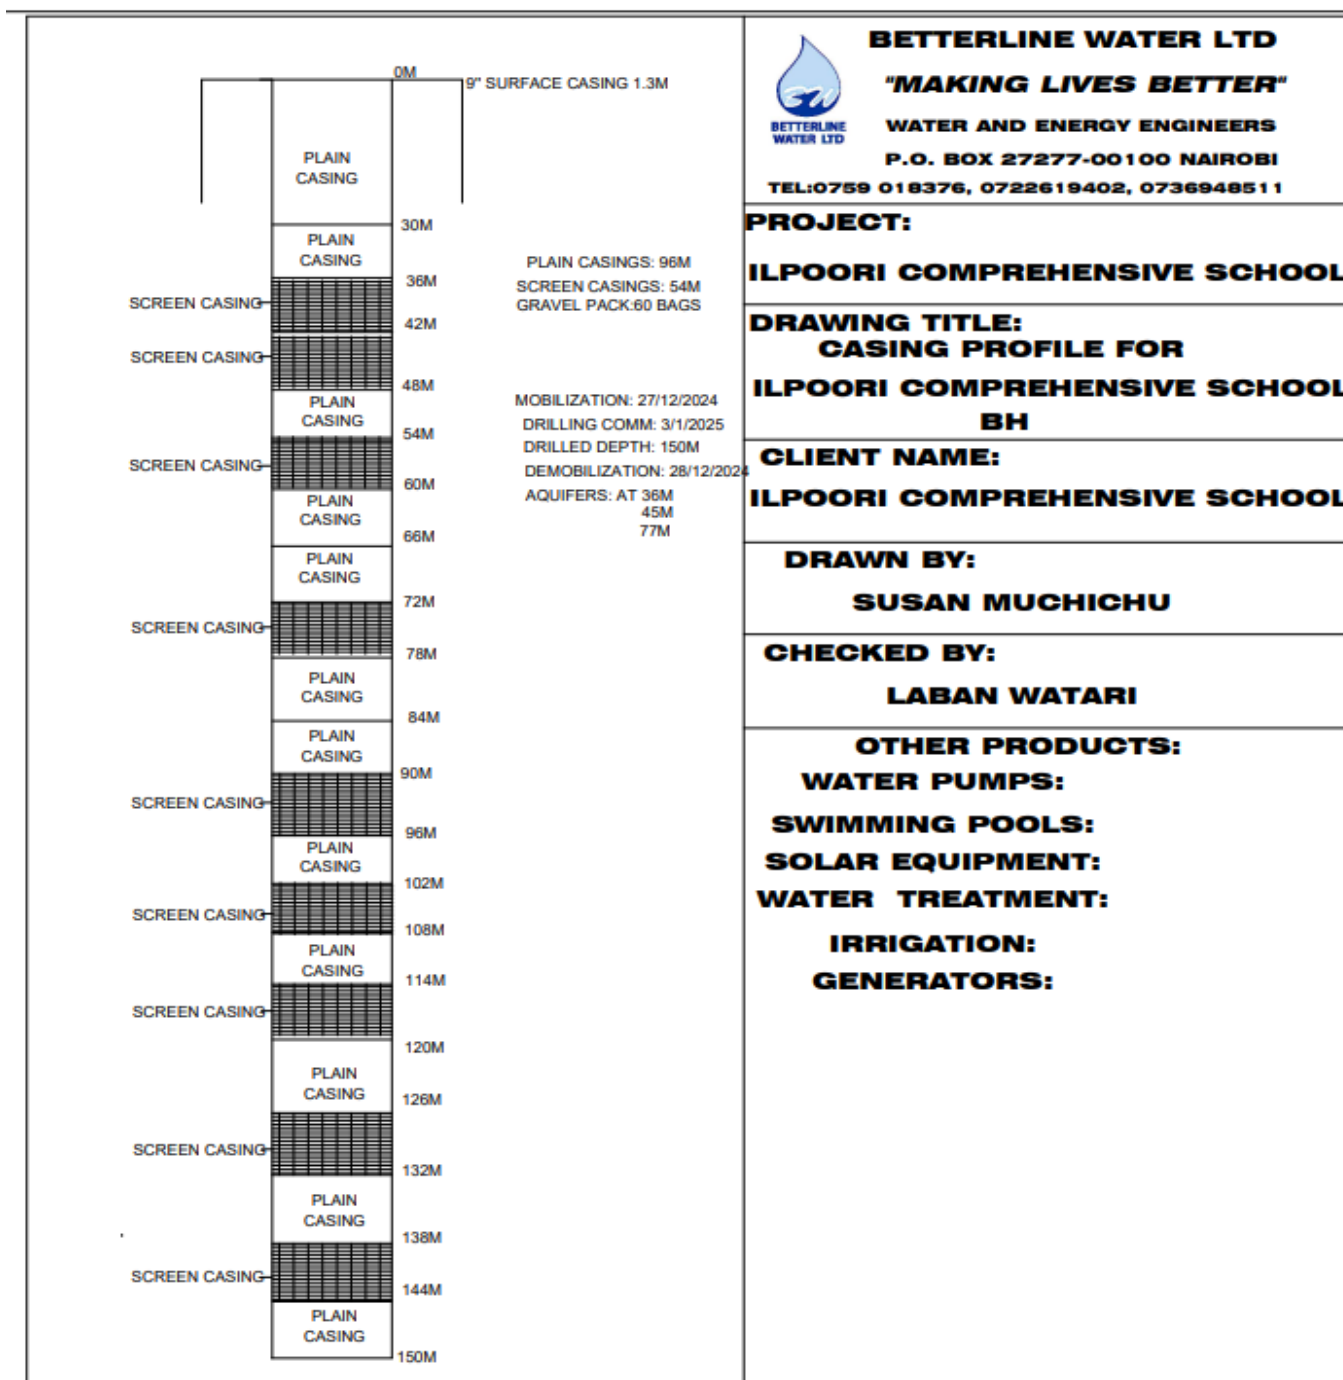 0M
9" SURFACE CASING 1.3M
PLAIN
CASING
30M
PLAIN
CASING
36M
SCREEN CASING
42M
SCREEN CASING
48M
PLAIN
CASING
54M
SCREEN CASING
60M
PLAIN
CASING
66M
PLAIN
CASING
72M
SCREEN CASING
78M
PLAIN
CASING
84M
PLAIN
CASING
90M
SCREEN CASING
96M
PLAIN
CASING
102M
SCREEN CASING
108M
PLAIN
CASING
114M
SCREEN CASING
120M
PLAIN
CASING
126M
SCREEN CASING
132M
PLAIN
CASING
138M
SCREEN CASING
144M
PLAIN
CASING
150M
PLAIN CASINGS: 96M
SCREEN CASINGS: 54M
GRAVEL PACK:60 BAGS
MOBILIZATION: 27/12/2024
DRILLING COMM: 3/1/2025
DRILLED DEPTH: 150M
DEMOBILIZATION: 28/12/2024
AQUIFERS: AT 36M
45M
77M
BW
BETTERLINE
WATER LTD
BETTERLINE WATER LTD
"MAKING LIVES BETTER"
WATER AND ENERGY ENGINEERS
P.O. BOX 27277-00100 NAIROBI
TEL:0759 018376, 0722619402, 0736948511
PROJECT:
ILPOORI COMPREHENSIVE SCHOOL
DRAWING TITLE:
CASING PROFILE FOR
ILPOORI COMPREHENSIVE SCHOOL
BH
CLIENT NAME:
ILPOORI COMPREHENSIVE SCHOOL
DRAWN BY:
SUSAN MUCHICHU
CHECKED BY:
LABAN WATARI
OTHER PRODUCTS:
WATER PUMPS:
SWIMMING POOLS:
SOLAR EQUIPMENT:
WATER TREATMENT:
IRRIGATION:
GENERATORS: